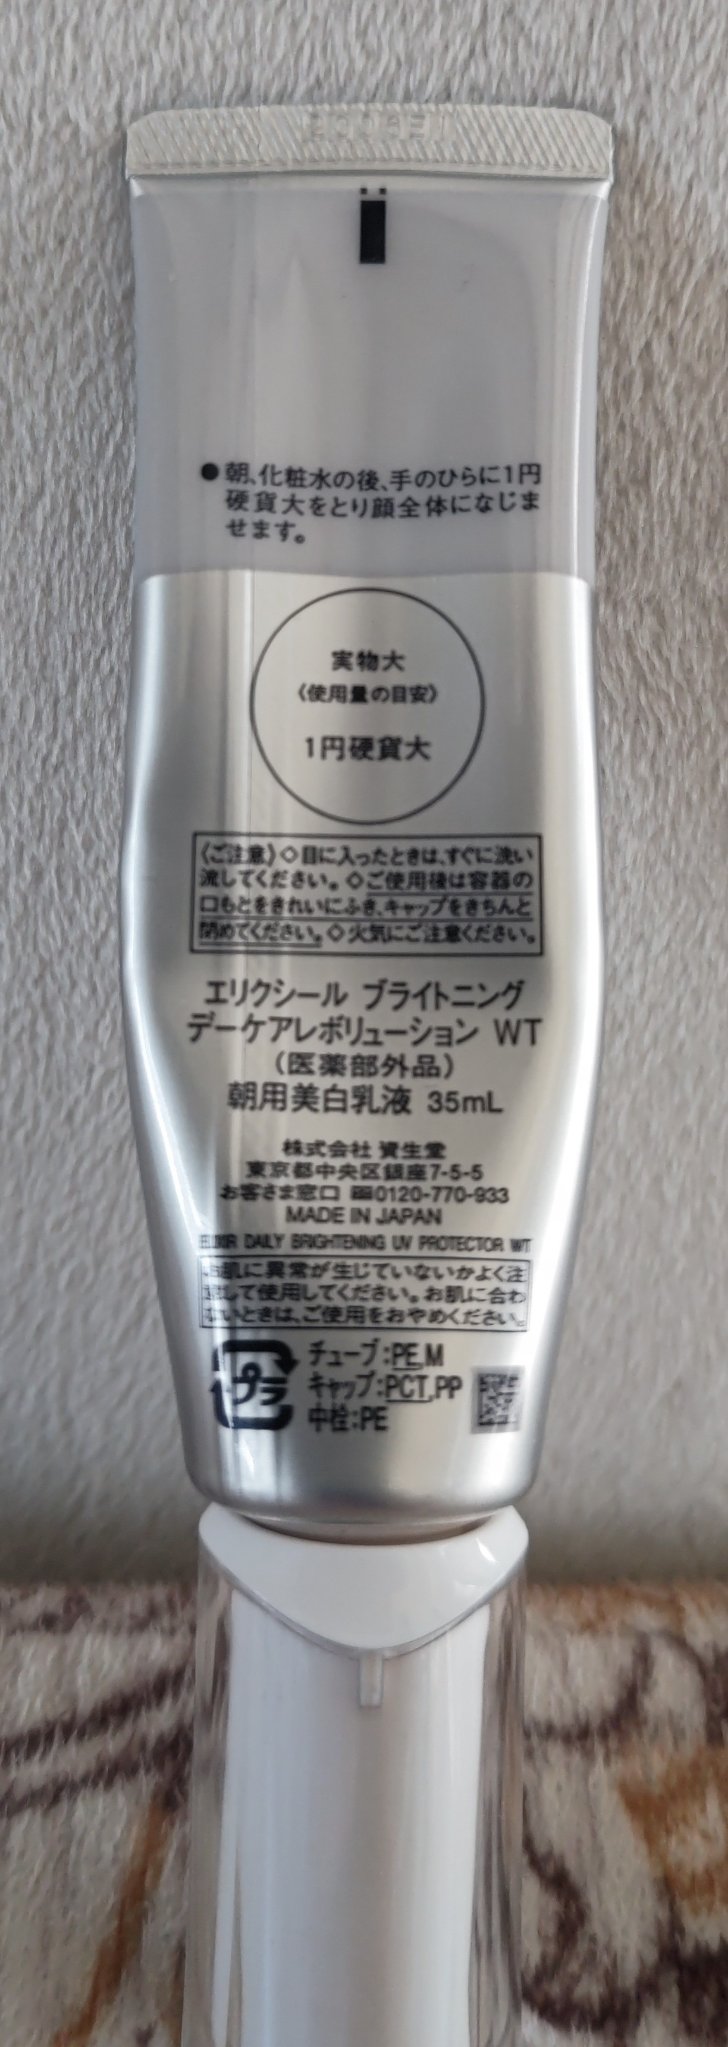 ●朝、化粧水の後、手のひらに1円
硬貨大をとり顔全体になじま
せます。
実物大
〈使用量の目安〉
1円硬貨大
〈ご注意〉◇目に入ったときは、すぐに洗い
流してください。◇ご使用後は容器の
口もとをきれいにふき、キャップをきちんと
閉めてください。◇火気にご注意ください。
エリクシール ブライトニング
デーケアレボリューション WT
(医薬部外品)
朝用美白乳液 35mL
株式会社 資生堂
東京都中央区銀座7-5-5
お客さま窓口 0120-770-933
MADE IN JAPAN
ELIXIR DAILY BRIGHTENING UV PROTECTOR WT
お肌に異常が生じていないかよく注
意して使用してください。お肌に合わ
ないときは、ご使用をおやめください。
プラ
チューブ:PE,M
キャップ:PCT,PP
中栓:PE